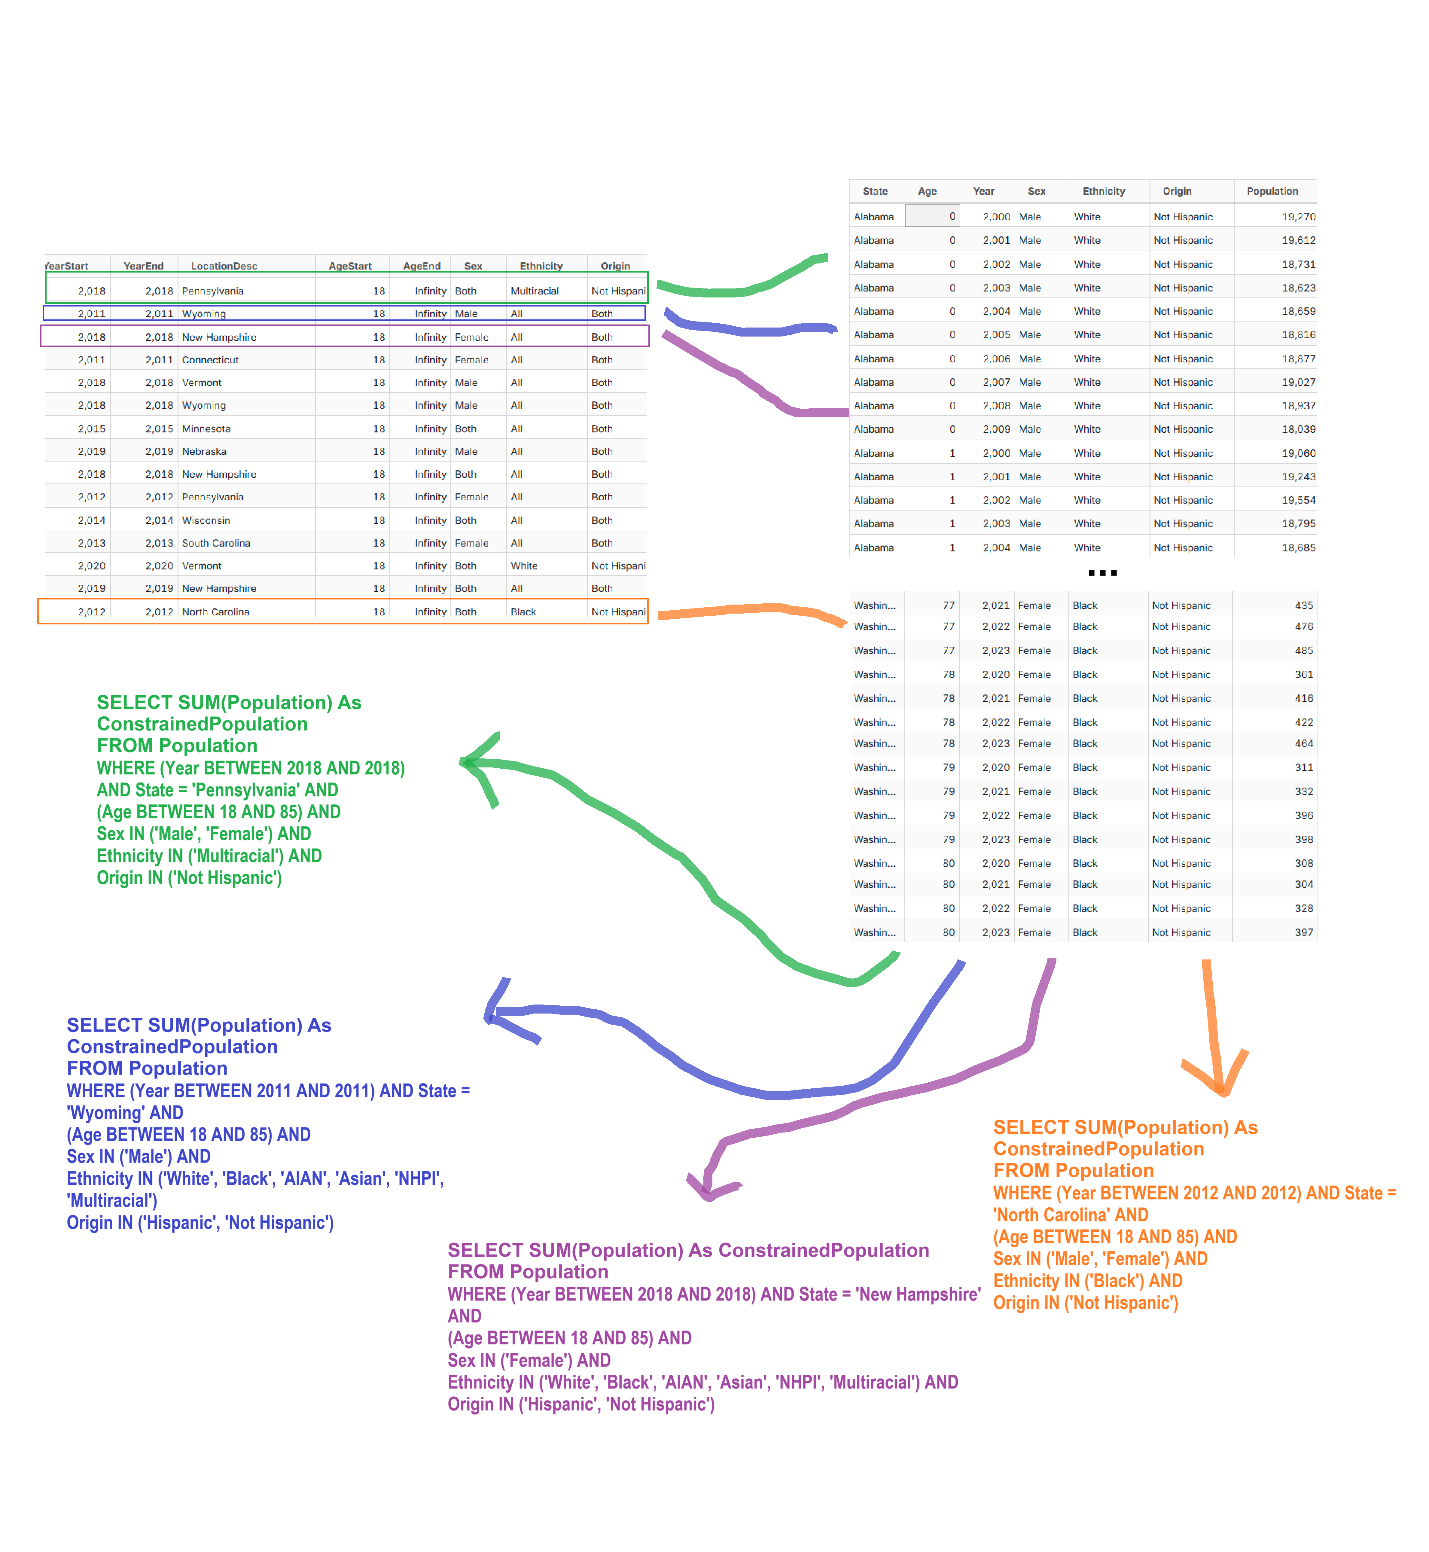 YearStart YearEnd LocationDesc AgeStart AgeEnd Sex Ethnicity Origin
2,018 2,018 Pennsylvania 18 Infinity Both Multiracial Not Hispani
2,011 2,011 Wyoming 18 Infinity Male All Both
2,018 2,018 New Hampshire 18 Infinity Female All Both
2,011 2,011 Connecticut 18 Infinity Female All Both
2,018 2,018 Vermont 18 Infinity Male All Both
2,018 2,018 Wyoming 18 Infinity Male All Both
2,015 2,015 Minnesota 18 Infinity Both All Both
2,019 2,019 Nebraska 18 Infinity Male All Both
2,018 2,018 New Hampshire 18 Infinity Both All Both
2,012 2,012 Pennsylvania 18 Infinity Female All Both
2,014 2,014 Wisconsin 18 Infinity Both All Both
2,013 2,013 South Carolina 18 Infinity Female All Both
2,020 2,020 Vermont 18 Infinity Both White Not Hispani
2,019 2,019 New Hampshire 18 Infinity Both All Both
2,012 2,012 North Carolina 18 Infinity Both Black Not Hispani
State Age Year Sex Ethnicity Origin Population
Alabama 0 2,000 Male White Not Hispanic 19,270
Alabama 0 2,001 Male White Not Hispanic 19,612
Alabama 0 2,002 Male White Not Hispanic 18,731
Alabama 0 2,003 Male White Not Hispanic 18,623
Alabama 0 2,004 Male White Not Hispanic 18,659
Alabama 0 2,005 Male White Not Hispanic 18,816
Alabama 0 2,006 Male White Not Hispanic 18,877
Alabama 0 2,007 Male White Not Hispanic 19,027
Alabama 0 2,008 Male White Not Hispanic 18,937
Alabama 0 2,009 Male White Not Hispanic 18,039
Alabama 1 2,000 Male White Not Hispanic 19,060
Alabama 1 2,001 Male White Not Hispanic 19,243
Alabama 1 2,002 Male White Not Hispanic 19,554
Alabama 1 2,003 Male White Not Hispanic 18,795
Alabama 1 2,004 Male White Not Hispanic 18,685
...
Washin... 77 2,021 Female Black Not Hispanic 435
Washin... 77 2,022 Female Black Not Hispanic 476
Washin... 77 2,023 Female Black Not Hispanic 485
Washin... 78 2,020 Female Black Not Hispanic 361
Washin... 78 2,021 Female Black Not Hispanic 416
Washin... 78 2,022 Female Black Not Hispanic 422
Washin... 78 2,023 Female Black Not Hispanic 464
Washin... 79 2,020 Female Black Not Hispanic 311
Washin... 79 2,021 Female Black Not Hispanic 332
Washin... 79 2,022 Female Black Not Hispanic 396
Washin... 79 2,023 Female Black Not Hispanic 398
Washin... 80 2,020 Female Black Not Hispanic 308
Washin... 80 2,021 Female Black Not Hispanic 304
Washin... 80 2,022 Female Black Not Hispanic 328
Washin... 80 2,023 Female Black Not Hispanic 397
SELECT SUM(Population) As
ConstrainedPopulation
FROM Population
WHERE (Year BETWEEN 2018 AND 2018)
AND State = 'Pennsylvania' AND
(Age BETWEEN 18 AND 85) AND
Sex IN ('Male', 'Female') AND
Ethnicity IN ('Multiracial') AND
Origin IN ('Not Hispanic')
SELECT SUM(Population) As
ConstrainedPopulation
FROM Population
WHERE (Year BETWEEN 2011 AND 2011) AND State =
'Wyoming' AND
(Age BETWEEN 18 AND 85) AND
Sex IN ('Male') AND
Ethnicity IN ('White', 'Black', 'AIAN', 'Asian', 'NHPI',
'Multiracial')
Origin IN ('Hispanic', 'Not Hispanic')
SELECT SUM(Population) As ConstrainedPopulation
FROM Population
WHERE (Year BETWEEN 2018 AND 2018) AND State = 'New Hampshire'
AND
(Age BETWEEN 18 AND 85) AND
Sex IN ('Female') AND
Ethnicity IN ('White', 'Black', 'AIAN', 'Asian', 'NHPI', 'Multiracial') AND
Origin IN ('Hispanic', 'Not Hispanic')
SELECT SUM(Population) As
ConstrainedPopulation
FROM Population
WHERE (Year BETWEEN 2012 AND 2012) AND State =
'North Carolina' AND
(Age BETWEEN 18 AND 85) AND
Sex IN ('Male', 'Female') AND
Ethnicity IN ('Black') AND
Origin IN ('Not Hispanic')